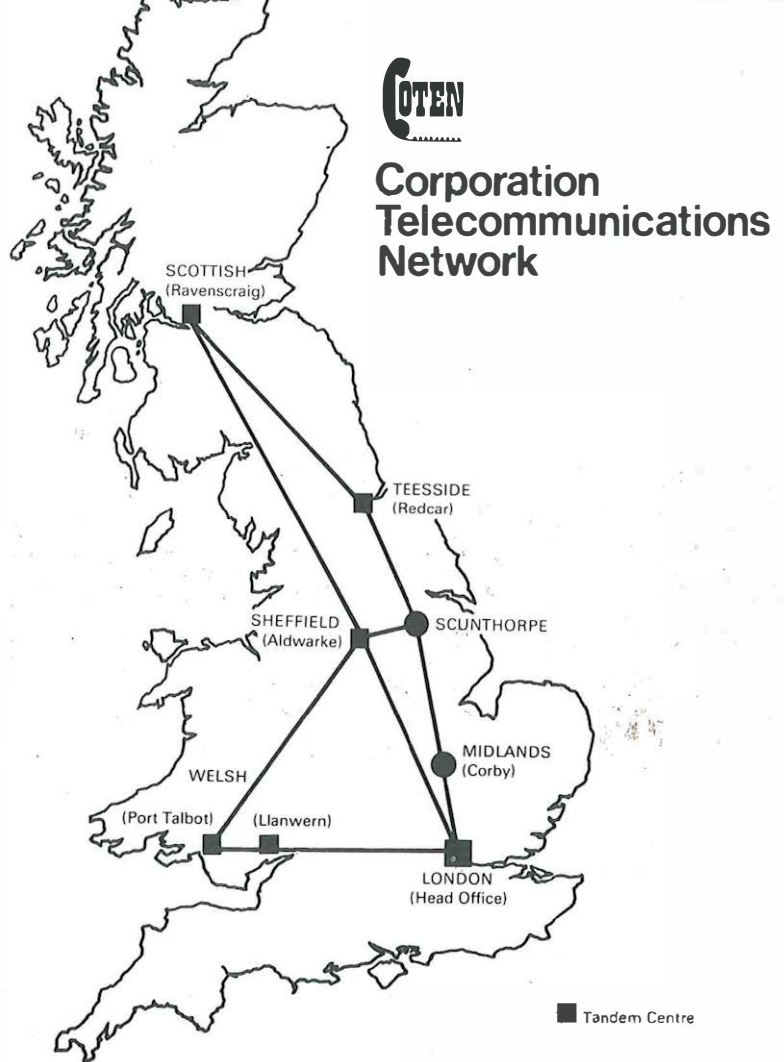 COTEN
Corporation
Telecommunications
Network
SCOTTISH
(Ravenscraig)
TEESSIDE
(Redcar)
SHEFFIELD
(Aldwarke)
SCUNTHORPE
MIDLANDS
(Corby)
WELSH
(Port Talbot)
(Llanwern)
LONDON
(Head Office)
Tandem Centre